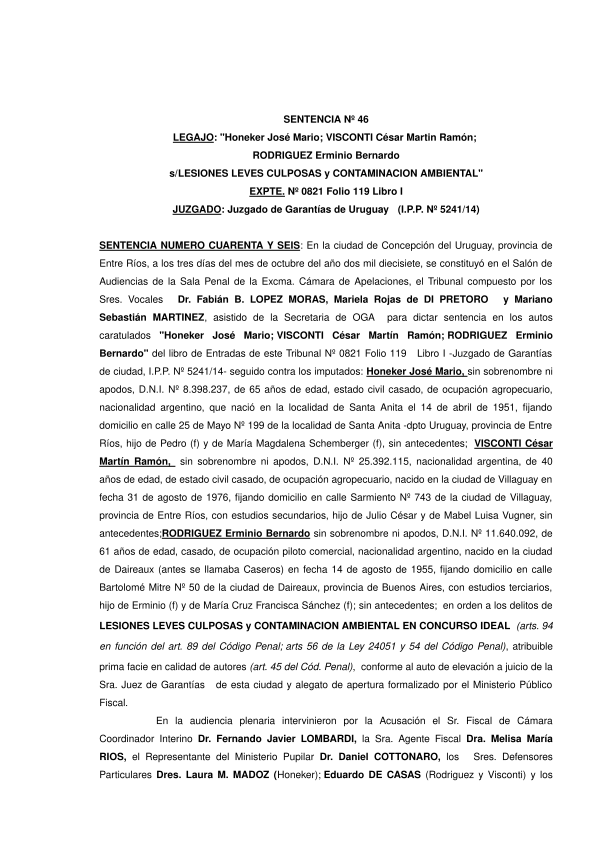 SENTENCIA Nº 46
LEGAJO: "Honeker José Mario; VISCONTI César Martin Ramón;
RODRIGUEZ Erminio Bernardo
s/LESIONES LEVES CULPOSAS y CONTAMINACION AMBIENTAL"
EXPTE. Nº 0821 Folio 119 Libro I
JUZGADO: Juzgado de Garantías de Uruguay (I.P.P. Nº 5241/14)
SENTENCIA NUMERO CUARENTA Y SEIS: En la ciudad de Concepción del Uruguay, provincia de
Entre Ríos, a los tres días del mes de octubre del año dos mil diecisiete, se constituyó en el Salón de
Audiencias de la Sala Penal de la Excma. Cámara de Apelaciones, el Tribunal compuesto por los
Sres. Vocales Dr. Fabián B. LOPEZ MORAS, Mariela Rojas de DI PRETORO y Mariano
Sebastián MARTINEZ, asistido de la Secretaria de OGA para dictar sentencia en los autos
caratulados "Honeker José Mario; VISCONTI César Martín Ramón; RODRIGUEZ Erminio
Bernardo" del libro de Entradas de este Tribunal Nº 0821 Folio 119 Libro I -Juzgado de Garantías
de ciudad, I.P.P. Nº 5241/14- seguido contra los imputados: Honeker José Mario, sin sobrenombre ni
apodos, D.N.I. Nº 8.398.237, de 65 años de edad, estado civil casado, de ocupación agropecuario,
nacionalidad argentino, que nació en la localidad de Santa Anita el 14 de abril de 1951, fijando
domicilio en calle 25 de Mayo Nº 199 de la localidad de Santa Anita -dpto Uruguay, provincia de Entre
Ríos, hijo de Pedro (f) y de María Magdalena Schemberger (f), sin antecedentes; VISCONTI César
Martín Ramón, sin sobrenombre ni apodos, D.N.I. Nº 25.392.115, nacionalidad argentina, de 40
años de edad, de estado civil casado, de ocupación agropecuario, nacido en la ciudad de Villaguay en
fecha 31 de agosto de 1976, fijando domicilio en calle Sarmiento Nº 743 de la ciudad de Villaguay,
provincia de Entre Ríos, con estudios secundarios, hijo de Julio César y de Mabel Luisa Vugner, sin
antecedentes;RODRIGUEZ Erminio Bernardo sin sobrenombre ni apodos, D.N.I. Nº 11.640.092, de
61 años de edad, casado, de ocupación piloto comercial, nacionalidad argentino, nacido en la ciudad
de Daireaux (antes se llamaba Caseros) en fecha 14 de agosto de 1955, fijando domicilio en calle
Bartolomé Mitre Nº 50 de la ciudad de Daireaux, provincia de Buenos Aires, con estudios terciarios,
hijo de Erminio (f) y de María Cruz Francisca Sánchez (f); sin antecedentes; en orden a los delitos de
LESIONES LEVES CULPOSAS y CONTAMINACION AMBIENTAL EN CONCURSO IDEAL (arts. 94
en función del art. 89 del Código Penal; arts 56 de la Ley 24051 y 54 del Código Penal), atribuible
prima facie en calidad de autores (art. 45 del Cód. Penal), conforme al auto de elevación a juicio de la
Sra. Juez de Garantías de esta ciudad y alegato de apertura formalizado por el Ministerio Público
Fiscal.
En la audiencia plenaria intervinieron por la Acusación el Sr. Fiscal de Cámara
Coordinador Interino Dr. Fernando Javier LOMBARDI, la Sra. Agente Fiscal Dra. Melisa María
RIOS, el Representante del Ministerio Pupilar Dr. Daniel COTTONARO, los Sres. Defensores
Particulares Dres. Laura M. MADOZ (Honeker); Eduardo DE CASAS (Rodriguez y Visconti) y los